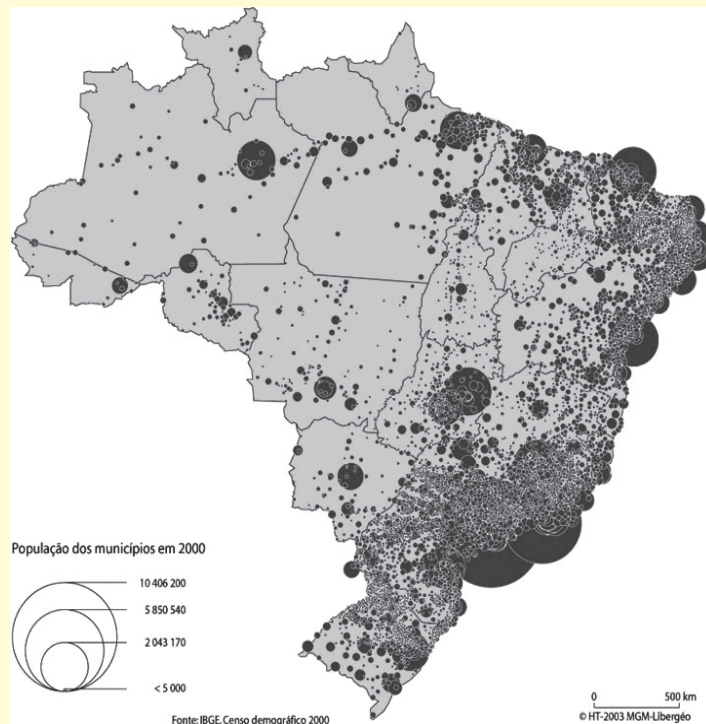 População dos municípios em 2000
10 406 200
5 850 540
2 043 170
< 5 000
0 500 km
Fonte: IBGE, Censo demográfico 2000
© HT-2003 MGM-Libergéo